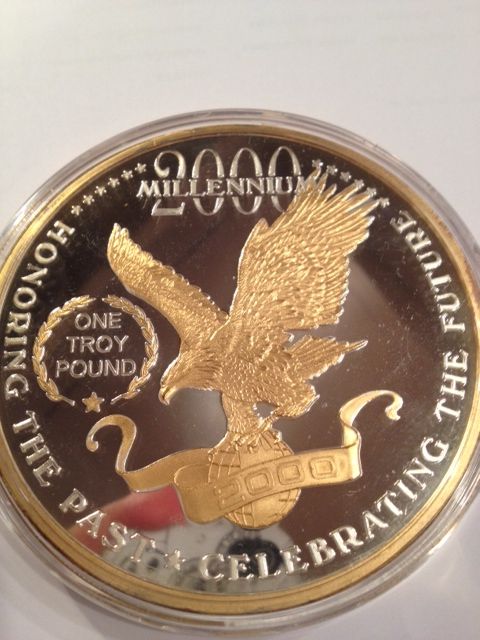 2000
MILLENNIUM
HONORING THE PAST ★ CELEBRATING THE FUTURE
ONE
TROY
POUND
2000